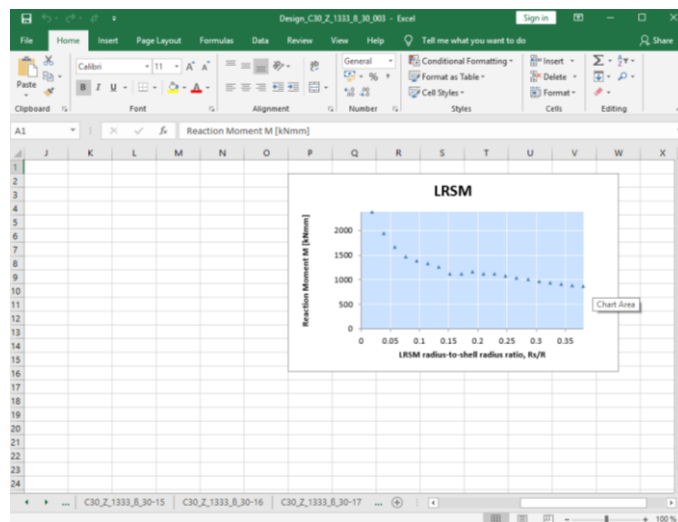 Design_C30_Z_1333_8_30_003 - Excel
Sign in
File Home Insert Page Layout Formulas Data Review View Help Tell me what you want to do Share
Paste
Calibri 11 A A
B I U A
General
% ,
Conditional Formatting
Format as Table
Cell Styles
Insert
Delete
Format
Clipboard Font Alignment Number Styles Cells Editing
A1 fx Reaction Moment M [kNmm]
J K L M N O P Q R S T U V W X
1
2
3
4
5
6
7
8
9
10
11
12
13
14
15
16
17
18
19
20
21
22
23
24
LRSM
Reaction Moment M [kNmm]
2000
1500
1000
500
0
0 0.05 0.1 0.15 0.2 0.25 0.3 0.35
LRSM radius-to-shell radius ratio, Rs/R
Chart Area
... C30_Z_1333_8_30-15 C30_Z_1333_8_30-16 C30_Z_1333_8_30-17 ...
100 %